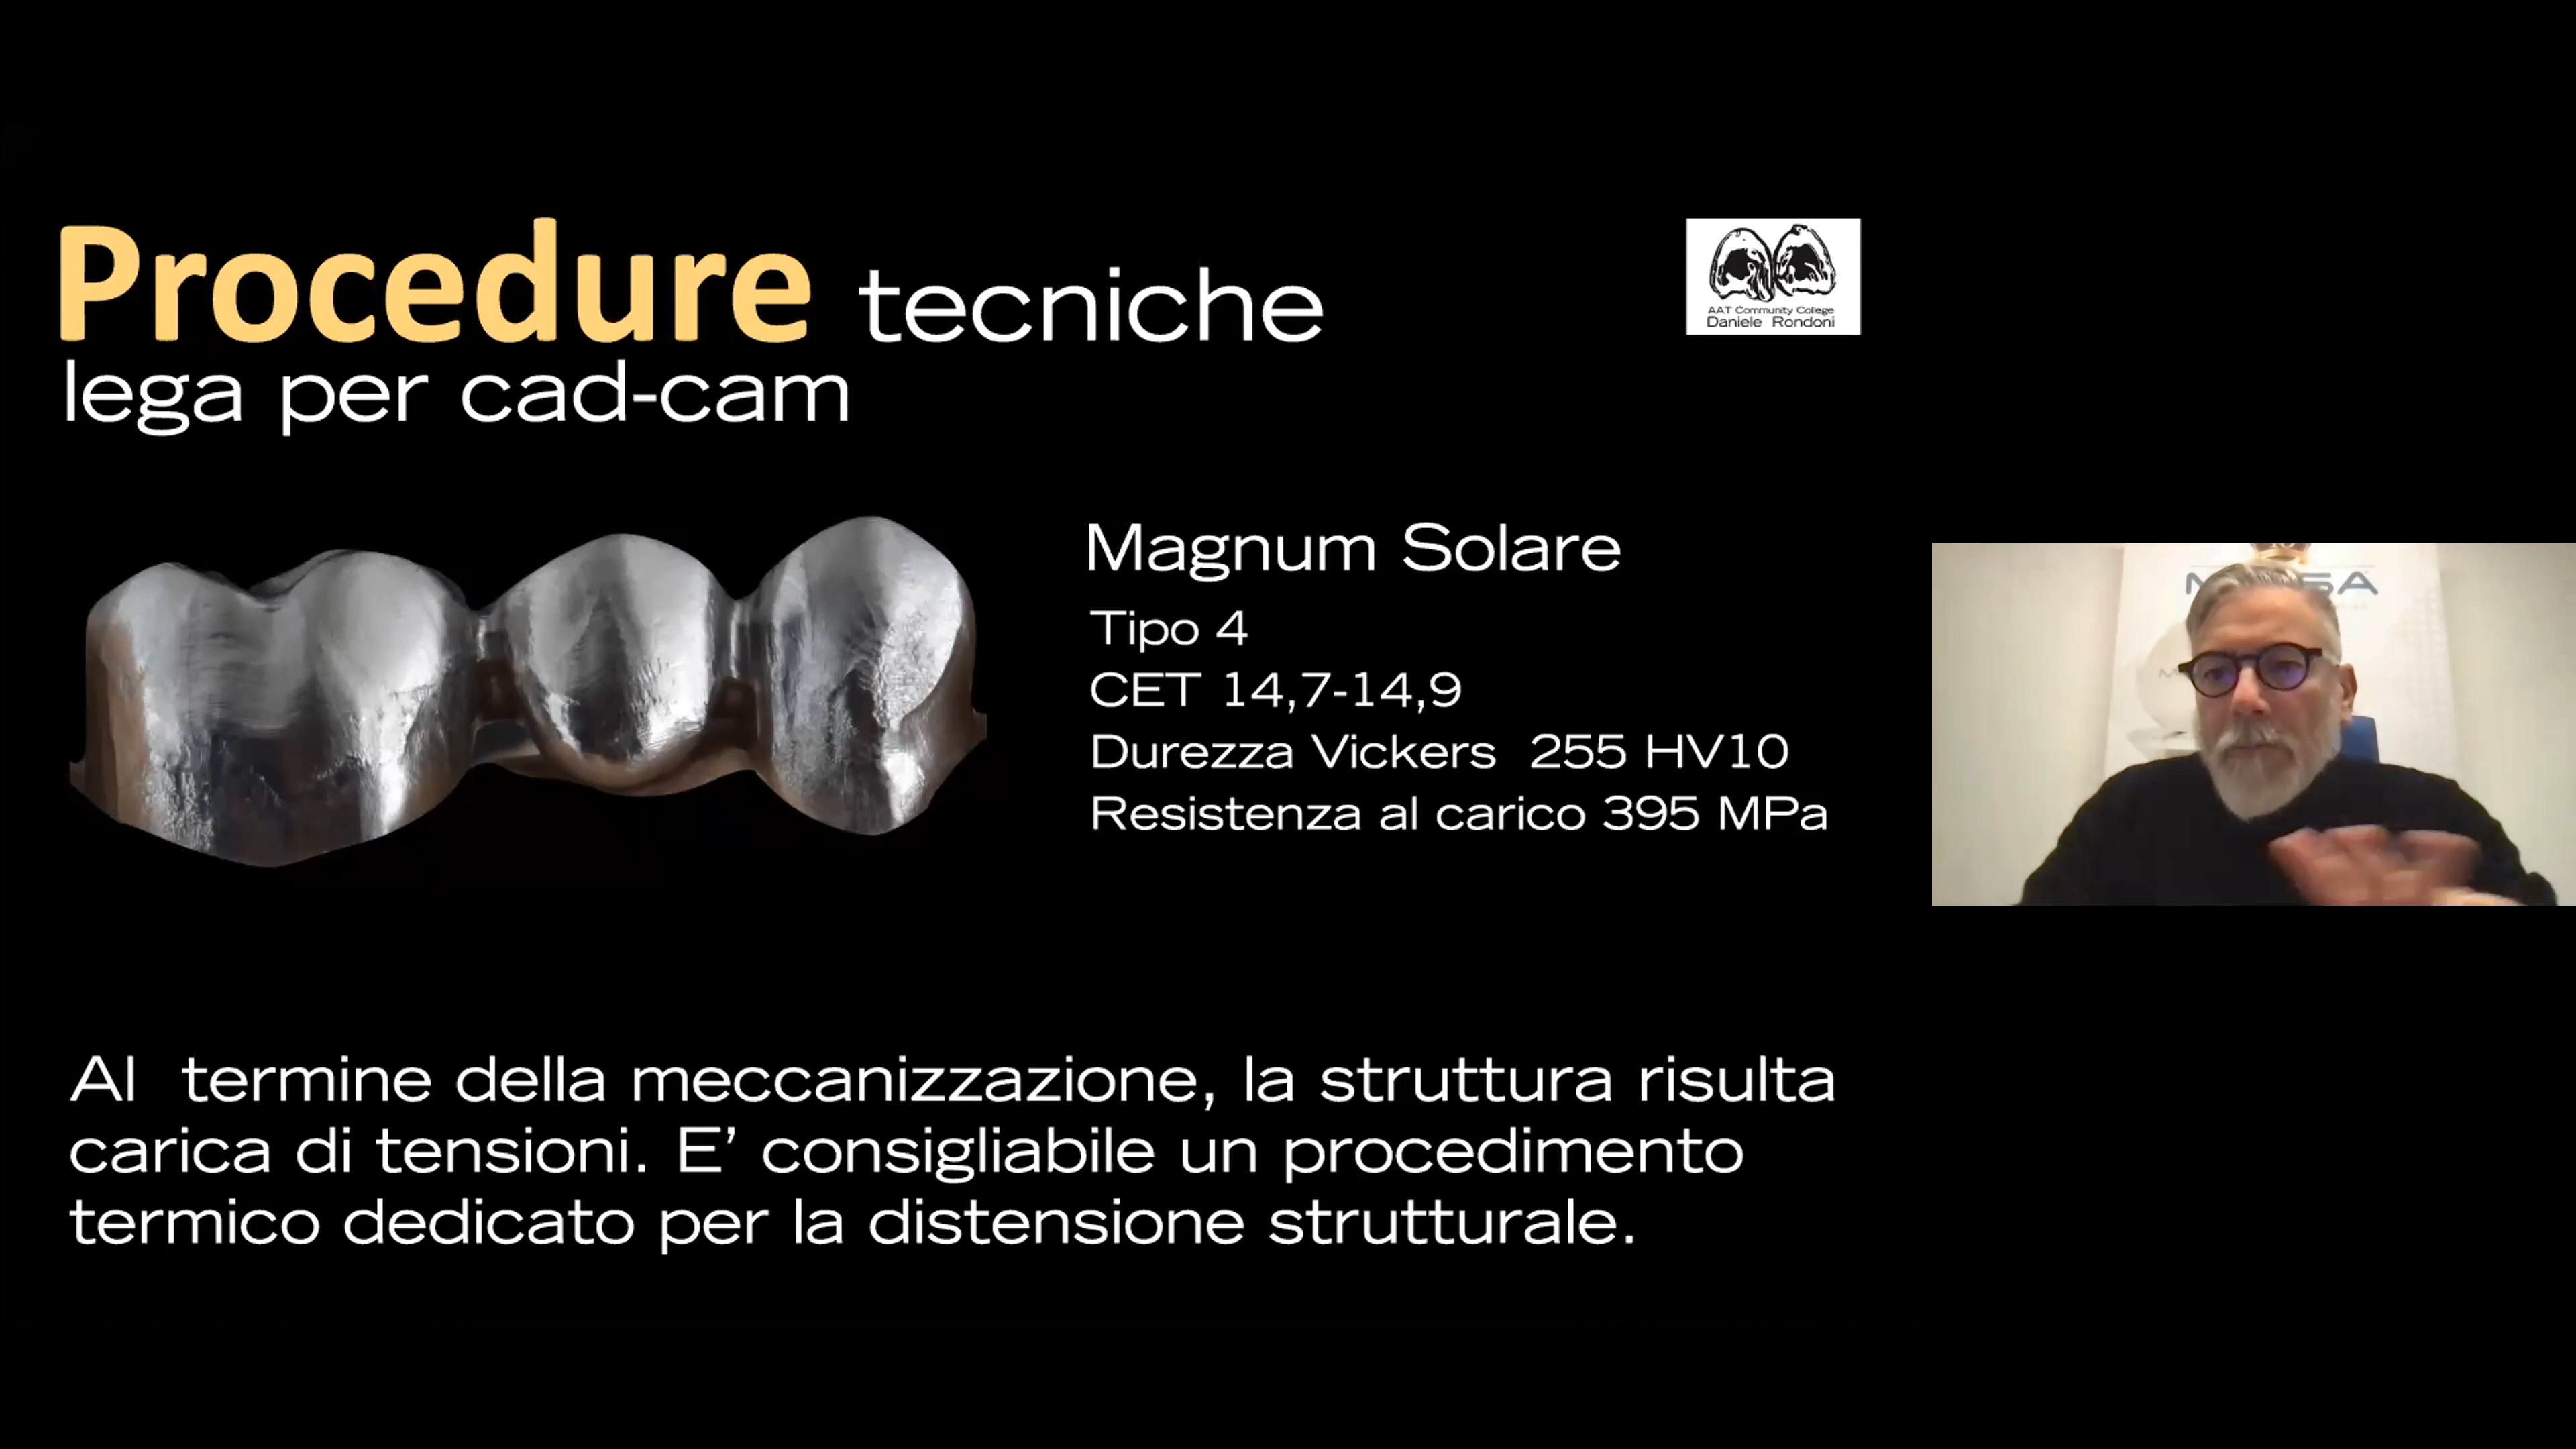 Procedure tecniche
lega per cad-cam
AAT Community College
Daniele Rondoni
Magnum Solare
Tipo 4
CET 14,7-14,9
Durezza Vickers 255 HV10
Resistenza al carico 395 MPa
Al termine della meccanizzazione, la struttura risulta
carica di tensioni. E’ consigliabile un procedimento
termico dedicato per la distensione strutturale.